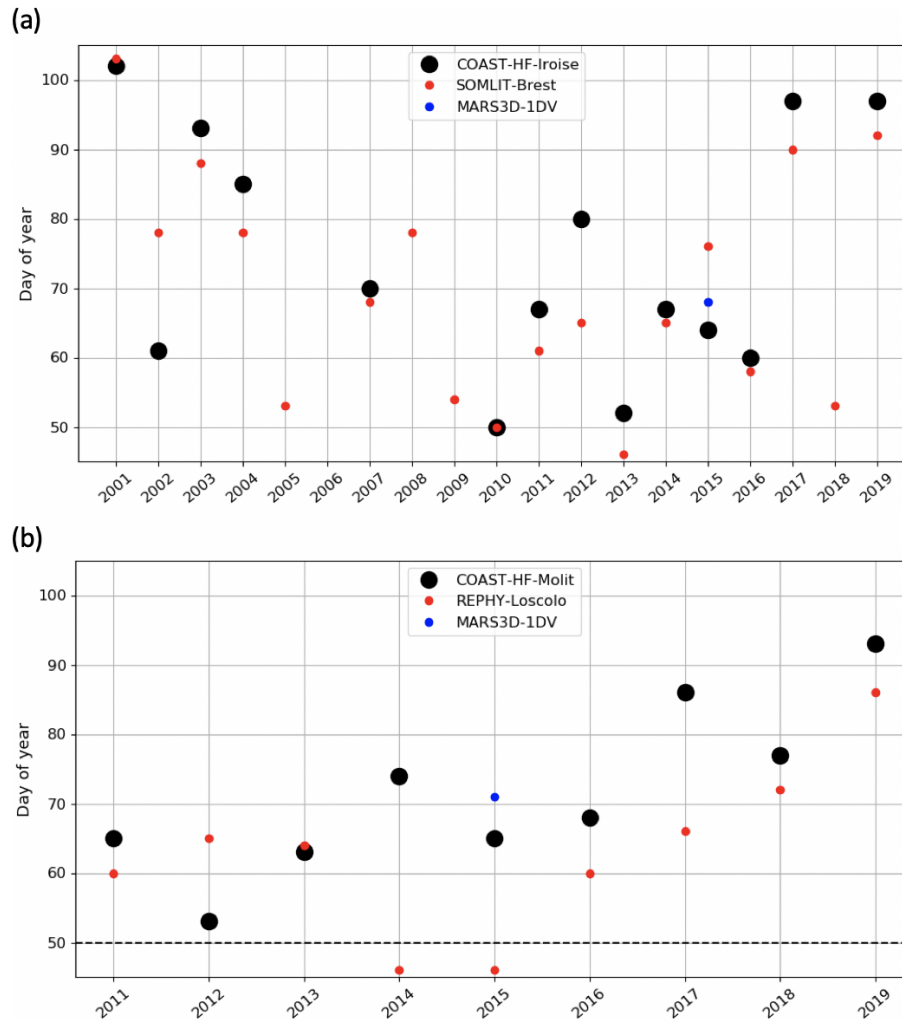 (a)
COAST-HF-Iroise
SOMLIT-Brest
MARS3D-1DV
Day of year
100
90
80
70
60
50
2001 2002 2003 2004 2005 2006 2007 2008 2009 2010 2011 2012 2013 2014 2015 2016 2017 2018 2019
(b)
COAST-HF-Molit
REPHY-Loscolo
MARS3D-1DV
Day of year
100
90
80
70
60
50
2011 2012 2013 2014 2015 2016 2017 2018 2019